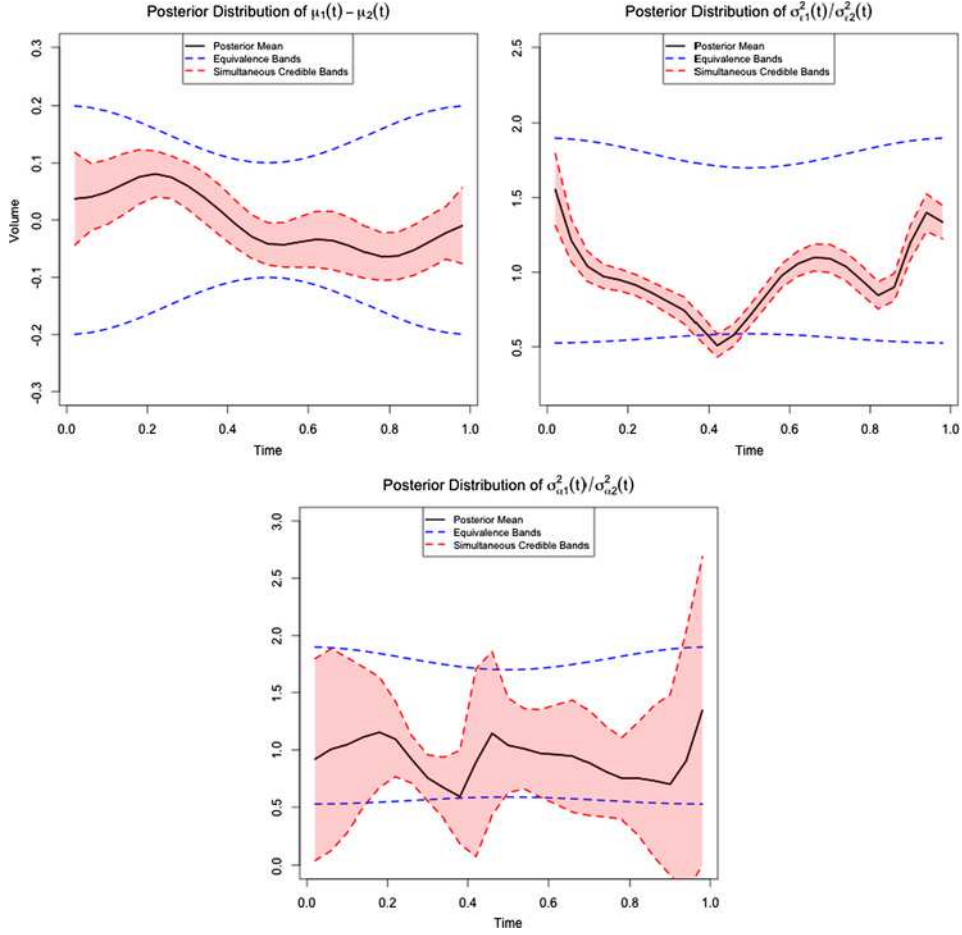 Posterior Distribution of μ₁(t) − μ₂(t)
Posterior Mean
Equivalence Bands
Simultaneous Credible Bands
0.3
0.2
0.1
0.0
-0.1
-0.2
-0.3
Volume
0.0 0.2 0.4 0.6 0.8 1.0
Time
Posterior Distribution of σ²ε1(t)/σ²ε2(t)
Posterior Mean
Equivalence Bands
Simultaneous Credible Bands
2.5
2.0
1.5
1.0
0.5
0.0 0.2 0.4 0.6 0.8 1.0
Time
Posterior Distribution of σ²α1(t)/σ²α2(t)
Posterior Mean
Equivalence Bands
Simultaneous Credible Bands
3.0
2.5
2.0
1.5
1.0
0.5
0.0
0.0 0.2 0.4 0.6 0.8 1.0
Time